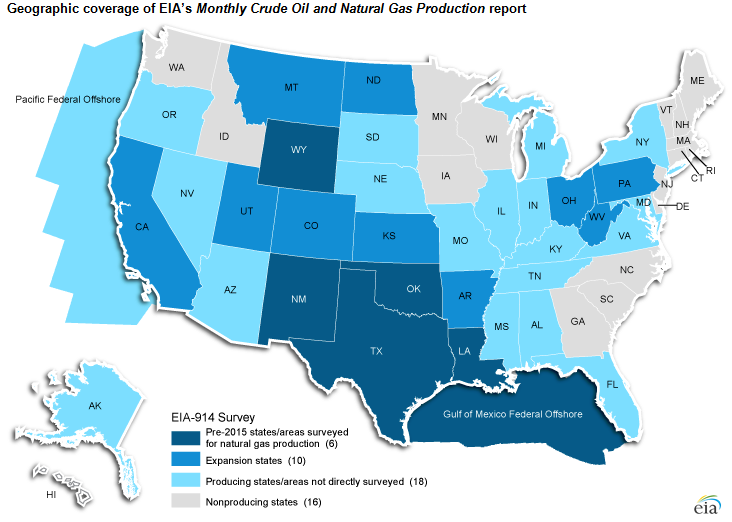 Geographic coverage of EIA's Monthly Crude Oil and Natural Gas Production report
WA
MT
ND
MN
ME
Pacific Federal Offshore
OR
ID
WI
VT
NH
MA
RI
CT
NY
MI
SD
WY
IA
NE
NV
UT
CO
CA
KS
MO
IL
IN
OH
PA
NJ
MD
DE
WV
VA
KY
NC
TN
SC
AZ
NM
OK
AR
MS
AL
GA
TX
LA
FL
Gulf of Mexico Federal Offshore
AK
HI
EIA-914 Survey
Pre-2015 states/areas surveyed
for natural gas production (6)
Expansion states (10)
Producing states/areas not directly surveyed (18)
Nonproducing states (16)
eia